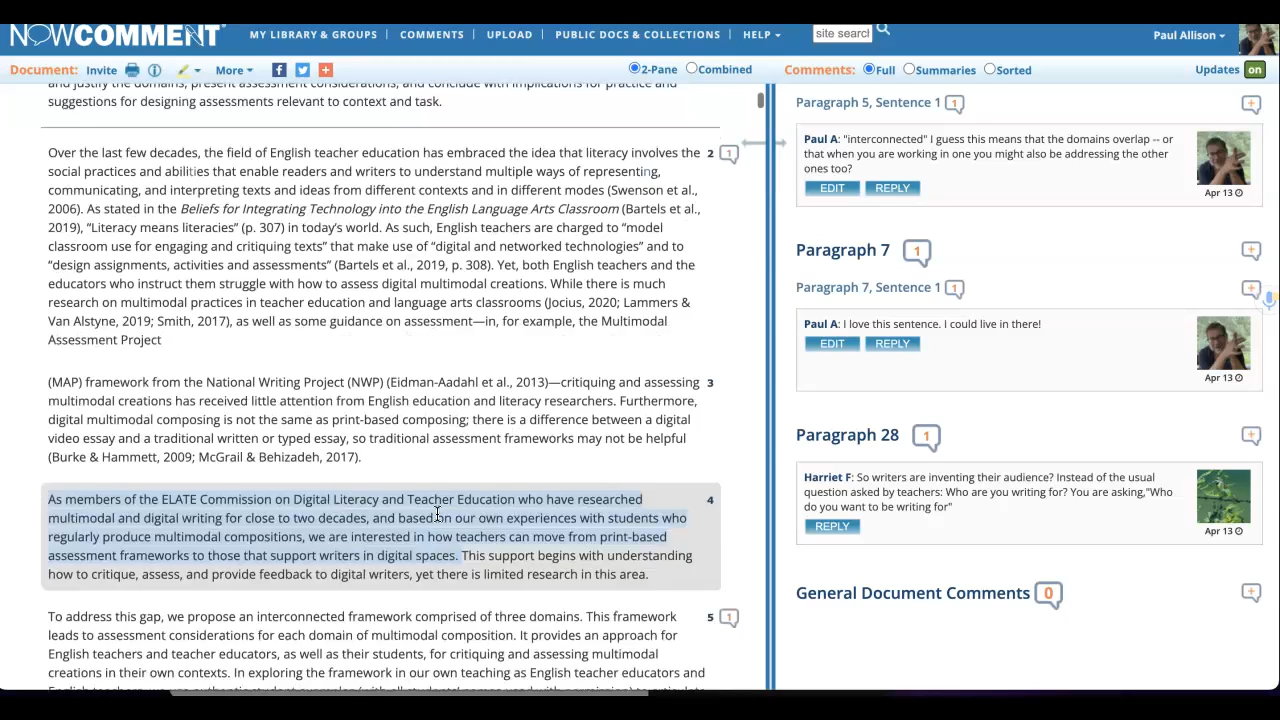 NOWCOMMENT
MY LIBRARY & GROUPS | COMMENTS | UPLOAD | PUBLIC DOCS & COLLECTIONS | HELP
site searcl
Paul Allison
Document: Invite More
2-Pane Combined
Comments: Full Summaries Sorted
Updates on
and justify the domains, present assessment considerations, and conclude with implications for practice and
suggestions for designing assessments relevant to context and task.
Over the last few decades, the field of English teacher education has embraced the idea that literacy involves the 2 1
social practices and abilities that enable readers and writers to understand multiple ways of representing,
communicating, and interpreting texts and ideas from different contexts and in different modes (Swenson et al.,
2006). As stated in the Beliefs for Integrating Technology into the English Language Arts Classroom (Bartels et al.,
2019), “Literacy means literacies” (p. 307) in today’s world. As such, English teachers are charged to “model
classroom use for engaging and critiquing texts” that make use of “digital and networked technologies” and to
“design assignments, activities and assessments” (Bartels et al., 2019, p. 308). Yet, both English teachers and the
educators who instruct them struggle with how to assess digital multimodal creations. While there is much
research on multimodal practices in teacher education and language arts classrooms (Jocius, 2020; Lammers &
Van Alstyne, 2019; Smith, 2017), as well as some guidance on assessment—in, for example, the Multimodal
Assessment Project
(MAP) framework from the National Writing Project (NWP) (Eidman-Aadahl et al., 2013)—critiquing and assessing 3
multimodal creations has received little attention from English education and literacy researchers. Furthermore,
digital multimodal composing is not the same as print-based composing; there is a difference between a digital
video essay and a traditional written or typed essay, so traditional assessment frameworks may not be helpful
(Burke & Hammett, 2009; McGrail & Behizadeh, 2017).
As members of the ELATE Commission on Digital Literacy and Teacher Education who have researched 4
multimodal and digital writing for close to two decades, and based on our own experiences with students who
regularly produce multimodal compositions, we are interested in how teachers can move from print-based
assessment frameworks to those that support writers in digital spaces. This support begins with understanding
how to critique, assess, and provide feedback to digital writers, yet there is limited research in this area.
To address this gap, we propose an interconnected framework comprised of three domains. This framework 5 1
leads to assessment considerations for each domain of multimodal composition. It provides an approach for
English teachers and teacher educators, as well as their students, for critiquing and assessing multimodal
creations in their own contexts. In exploring the framework in our own teaching as English teacher educators and
Paragraph 5, Sentence 1 1
Paul A: "interconnected" I guess this means that the domains overlap -- or
that when you are working in one you might also be addressing the other
ones too?
EDIT REPLY
Apr 13
Paragraph 7 1
Paragraph 7, Sentence 1 1
Paul A: I love this sentence. I could live in there!
EDIT REPLY
Apr 13
Paragraph 28 1
Harriet F: So writers are inventing their audience? Instead of the usual
question asked by teachers: Who are you writing for? You are asking,"Who
do you want to be writing for"
REPLY
Apr 13
General Document Comments 0